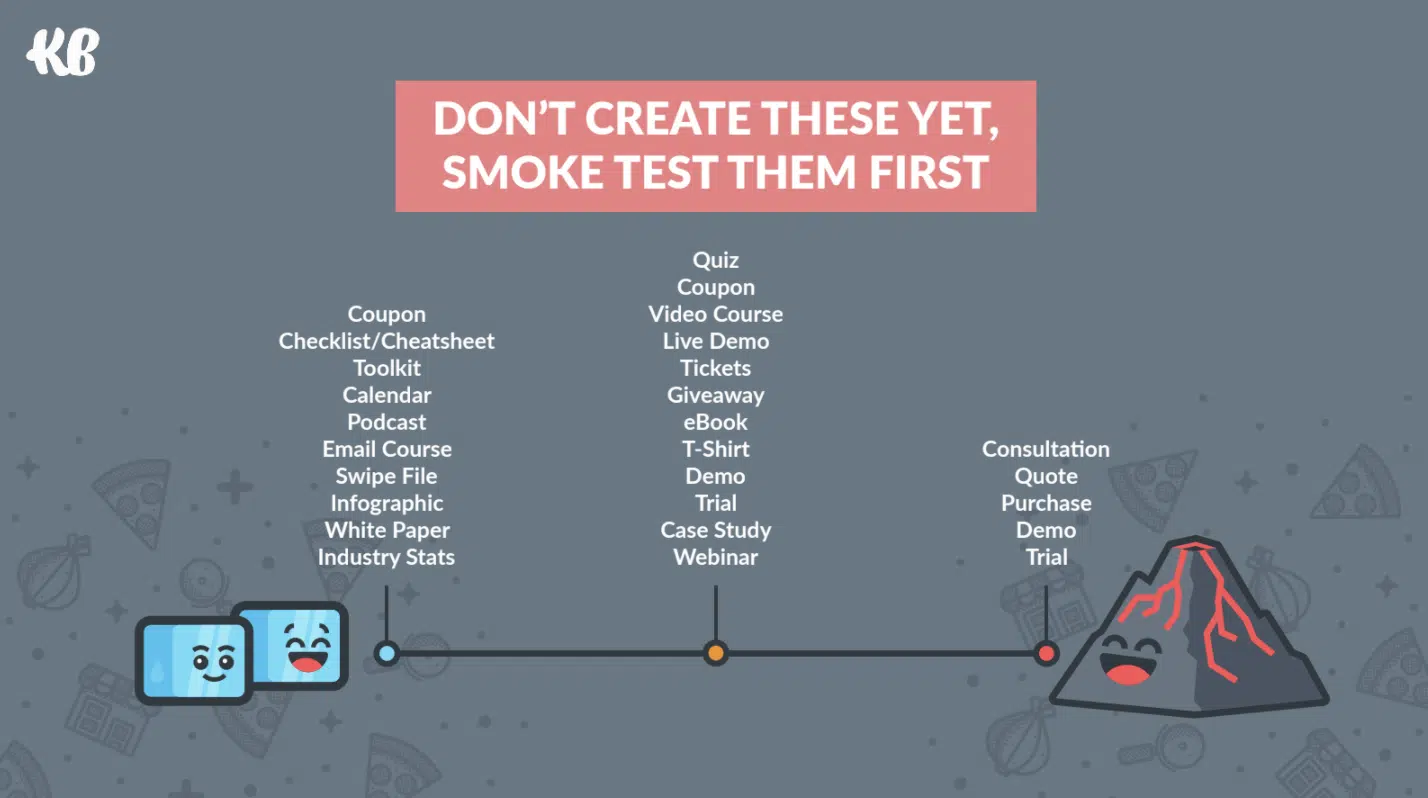 KB
DON’T CREATE THESE YET,
SMOKE TEST THEM FIRST
Coupon
Checklist/Cheatsheet
Toolkit
Calendar
Podcast
Email Course
Swipe File
Infographic
White Paper
Industry Stats
Quiz
Coupon
Video Course
Live Demo
Tickets
Giveaway
eBook
T-Shirt
Demo
Trial
Case Study
Webinar
Consultation
Quote
Purchase
Demo
Trial